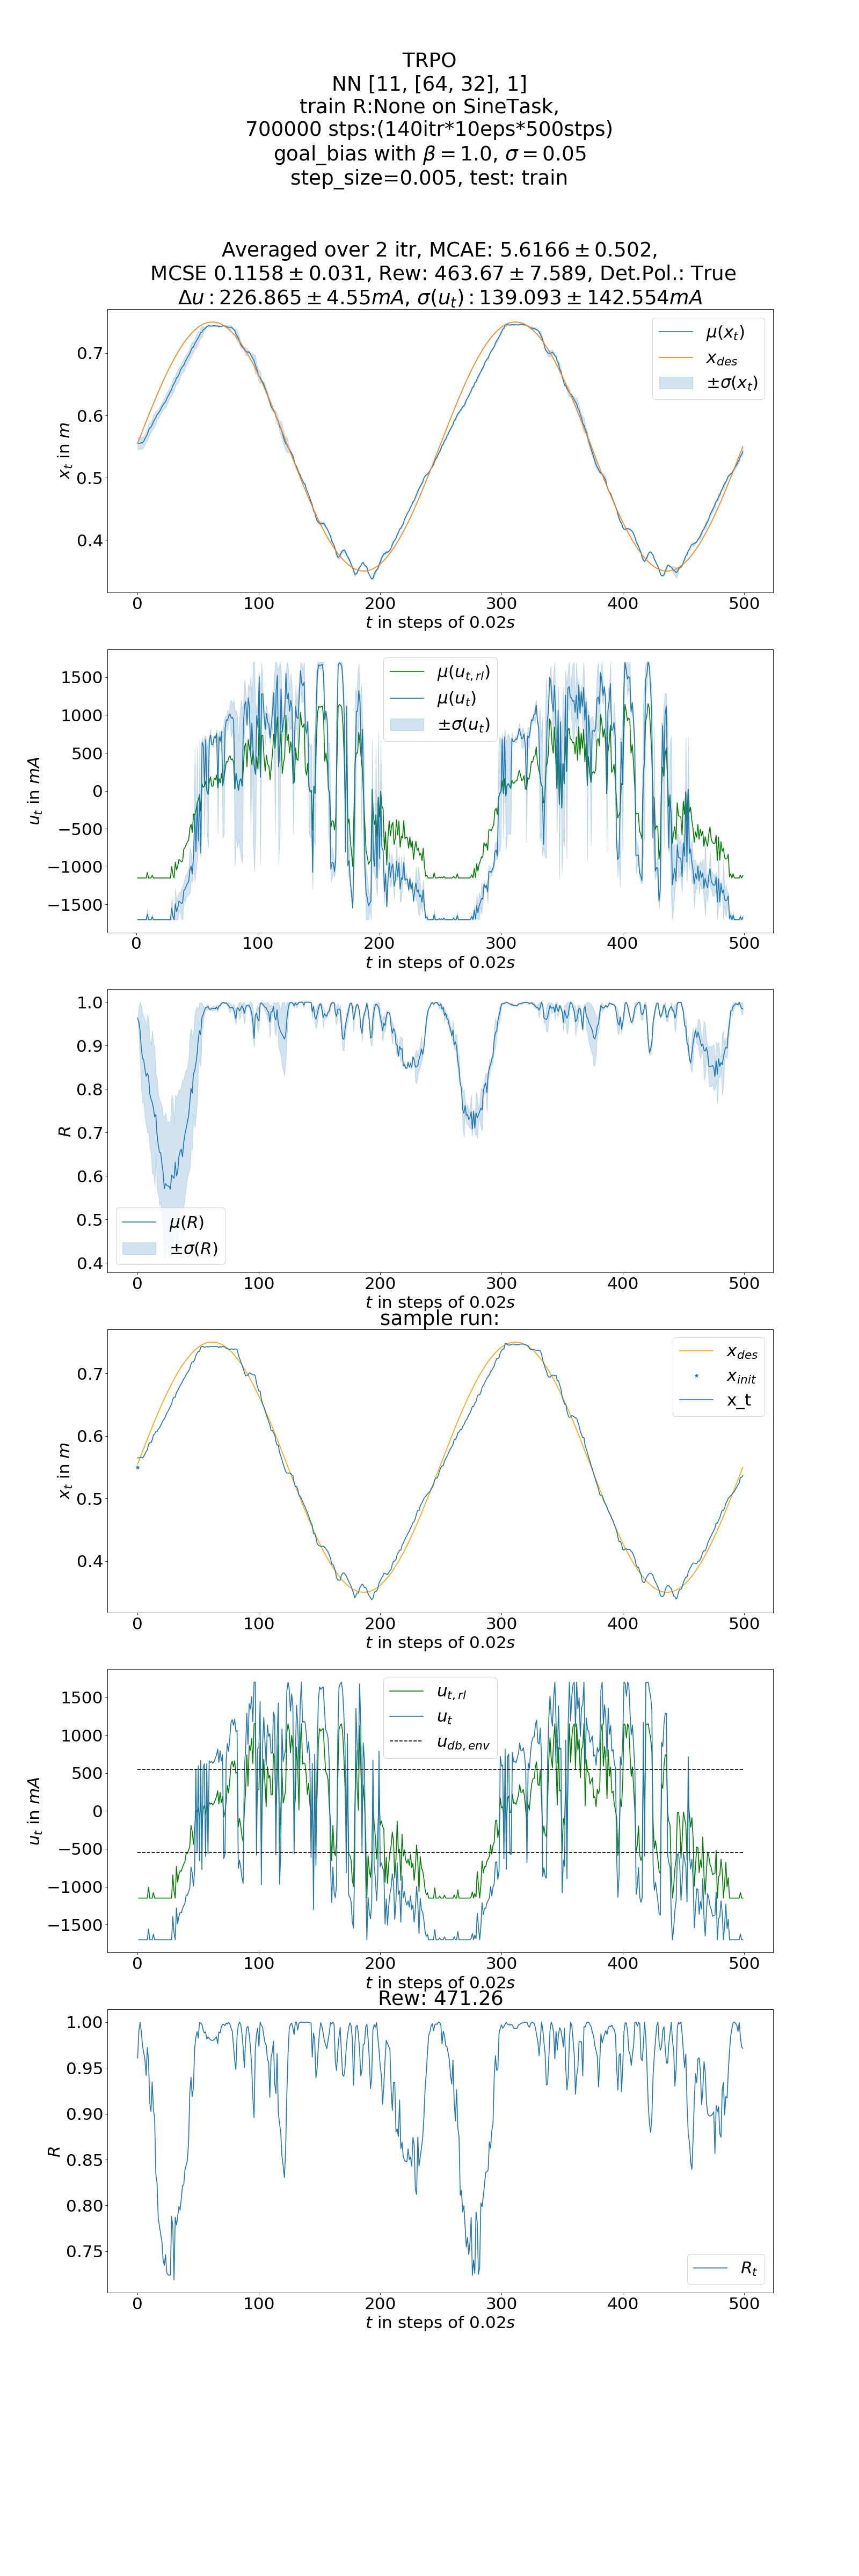 TRPO
NN [11, [64, 32], 1]
train R:None on SineTask,
700000 stps:(140itr*10eps*500stps)
goal_bias with β = 1.0, σ = 0.05
step_size=0.005, test: train
Averaged over 2 itr, MCAE: 5.6166 ± 0.502,
MCSE 0.1158 ± 0.031, Rew: 463.67 ± 7.589, Det.Pol.: True
Δu : 226.865 ± 4.55mA, σ(u_t) : 139.093 ± 142.554mA
0.7
0.6
0.5
0.4
x_t in m
μ(x_t)
x_des
±σ(x_t)
0 100 200 300 400 500
t in steps of 0.02s
1500
1000
500
0
−500
−1000
−1500
u_t in mA
μ(u_t,rl)
μ(u_t)
±σ(u_t)
0 100 200 300 400 500
t in steps of 0.02s
1.0
0.9
0.8
0.7
0.6
0.5
0.4
R
μ(R)
±σ(R)
0 100 200 300 400 500
t in steps of 0.02s
sample run:
0.7
0.6
0.5
0.4
x_t in m
x_des
x_init
x_t
0 100 200 300 400 500
t in steps of 0.02s
1500
1000
500
0
−500
−1000
−1500
u_t in mA
u_t,rl
u_t
u_db,env
0 100 200 300 400 500
t in steps of 0.02s
Rew: 471.26
1.00
0.95
0.90
0.85
0.80
0.75
R
R_t
0 100 200 300 400 500
t in steps of 0.02s